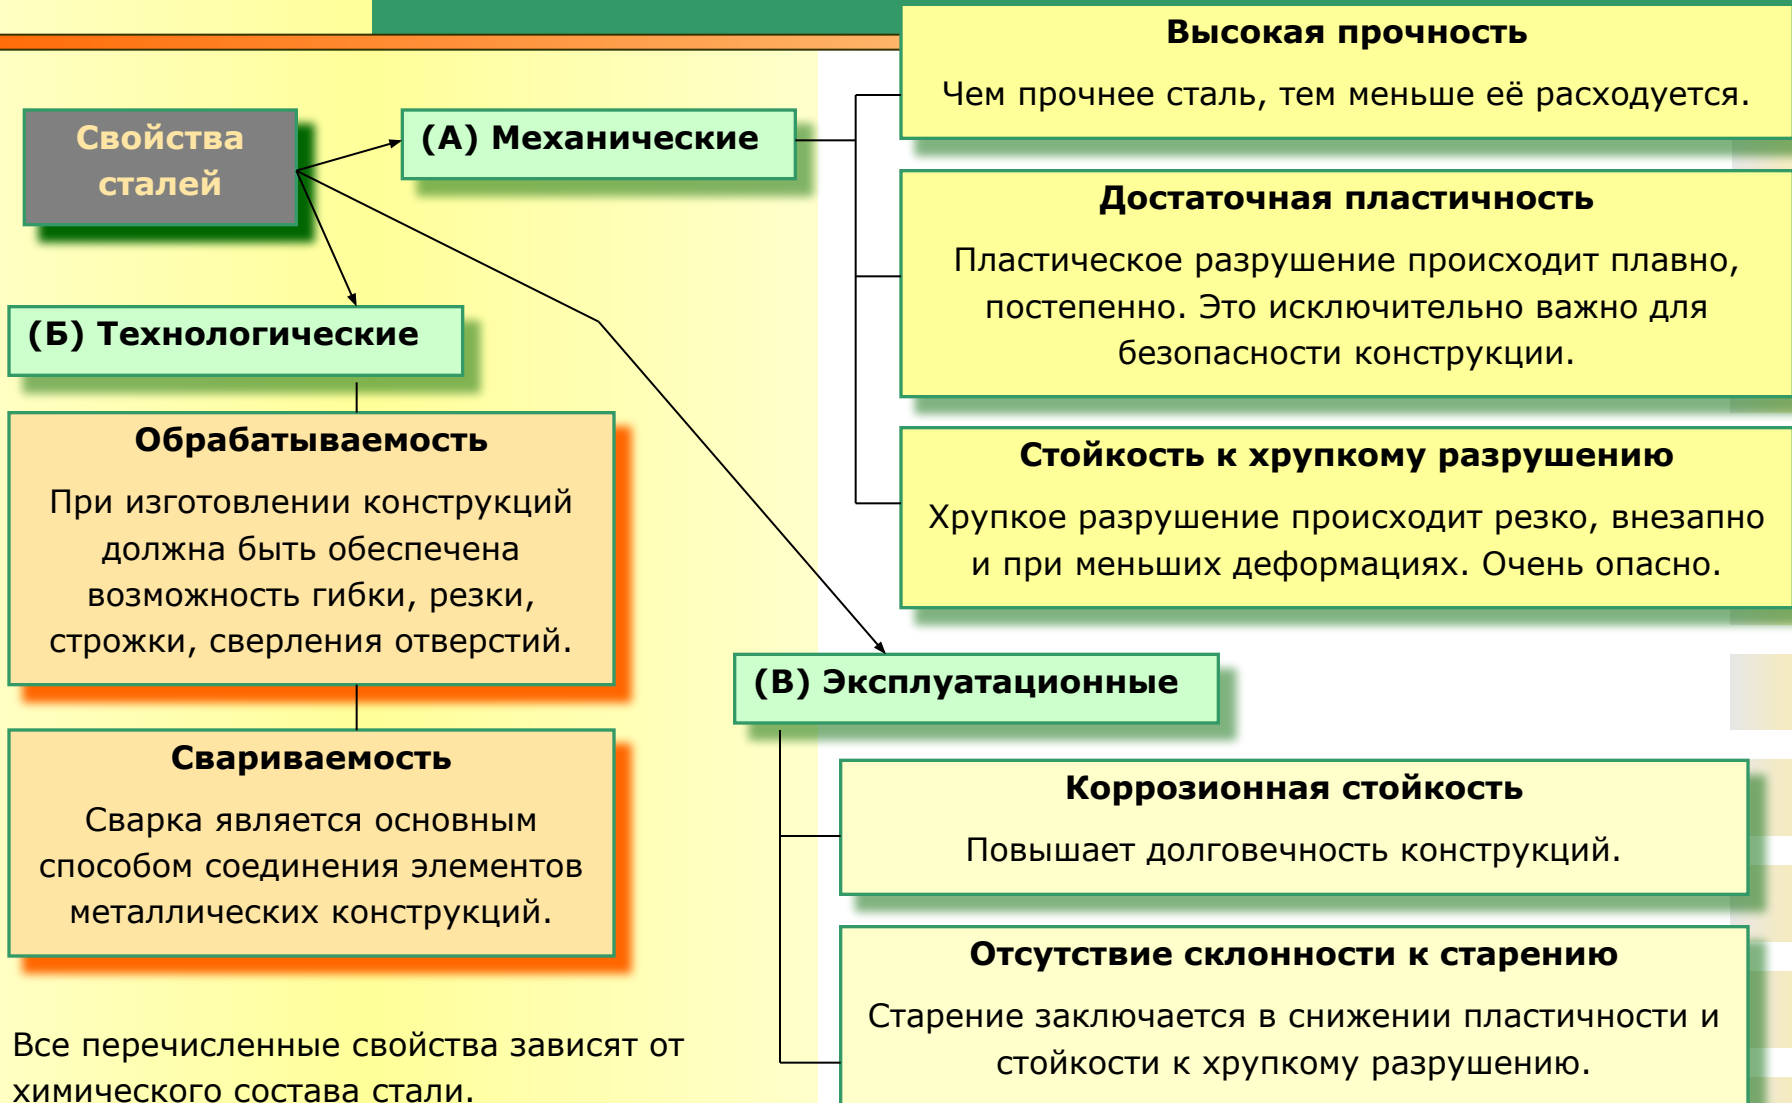 Свойства
сталей
(А) Механические
Высокая прочность
Чем прочнее сталь, тем меньше её расходуется.
Достаточная пластичность
Пластическое разрушение происходит плавно,
постепенно. Это исключительно важно для
безопасности конструкции.
Стойкость к хрупкому разрушению
Хрупкое разрушение происходит резко, внезапно
и при меньших деформациях. Очень опасно.
(Б) Технологические
Обрабатываемость
При изготовлении конструкций
должна быть обеспечена
возможность гибки, резки,
строжки, сверления отверстий.
Свариваемость
Сварка является основным
способом соединения элементов
металлических конструкций.
(В) Эксплуатационные
Коррозионная стойкость
Повышает долговечность конструкций.
Отсутствие склонности к старению
Старение заключается в снижении пластичности и
стойкости к хрупкому разрушению.
Все перечисленные свойства зависят от
химического состава стали.